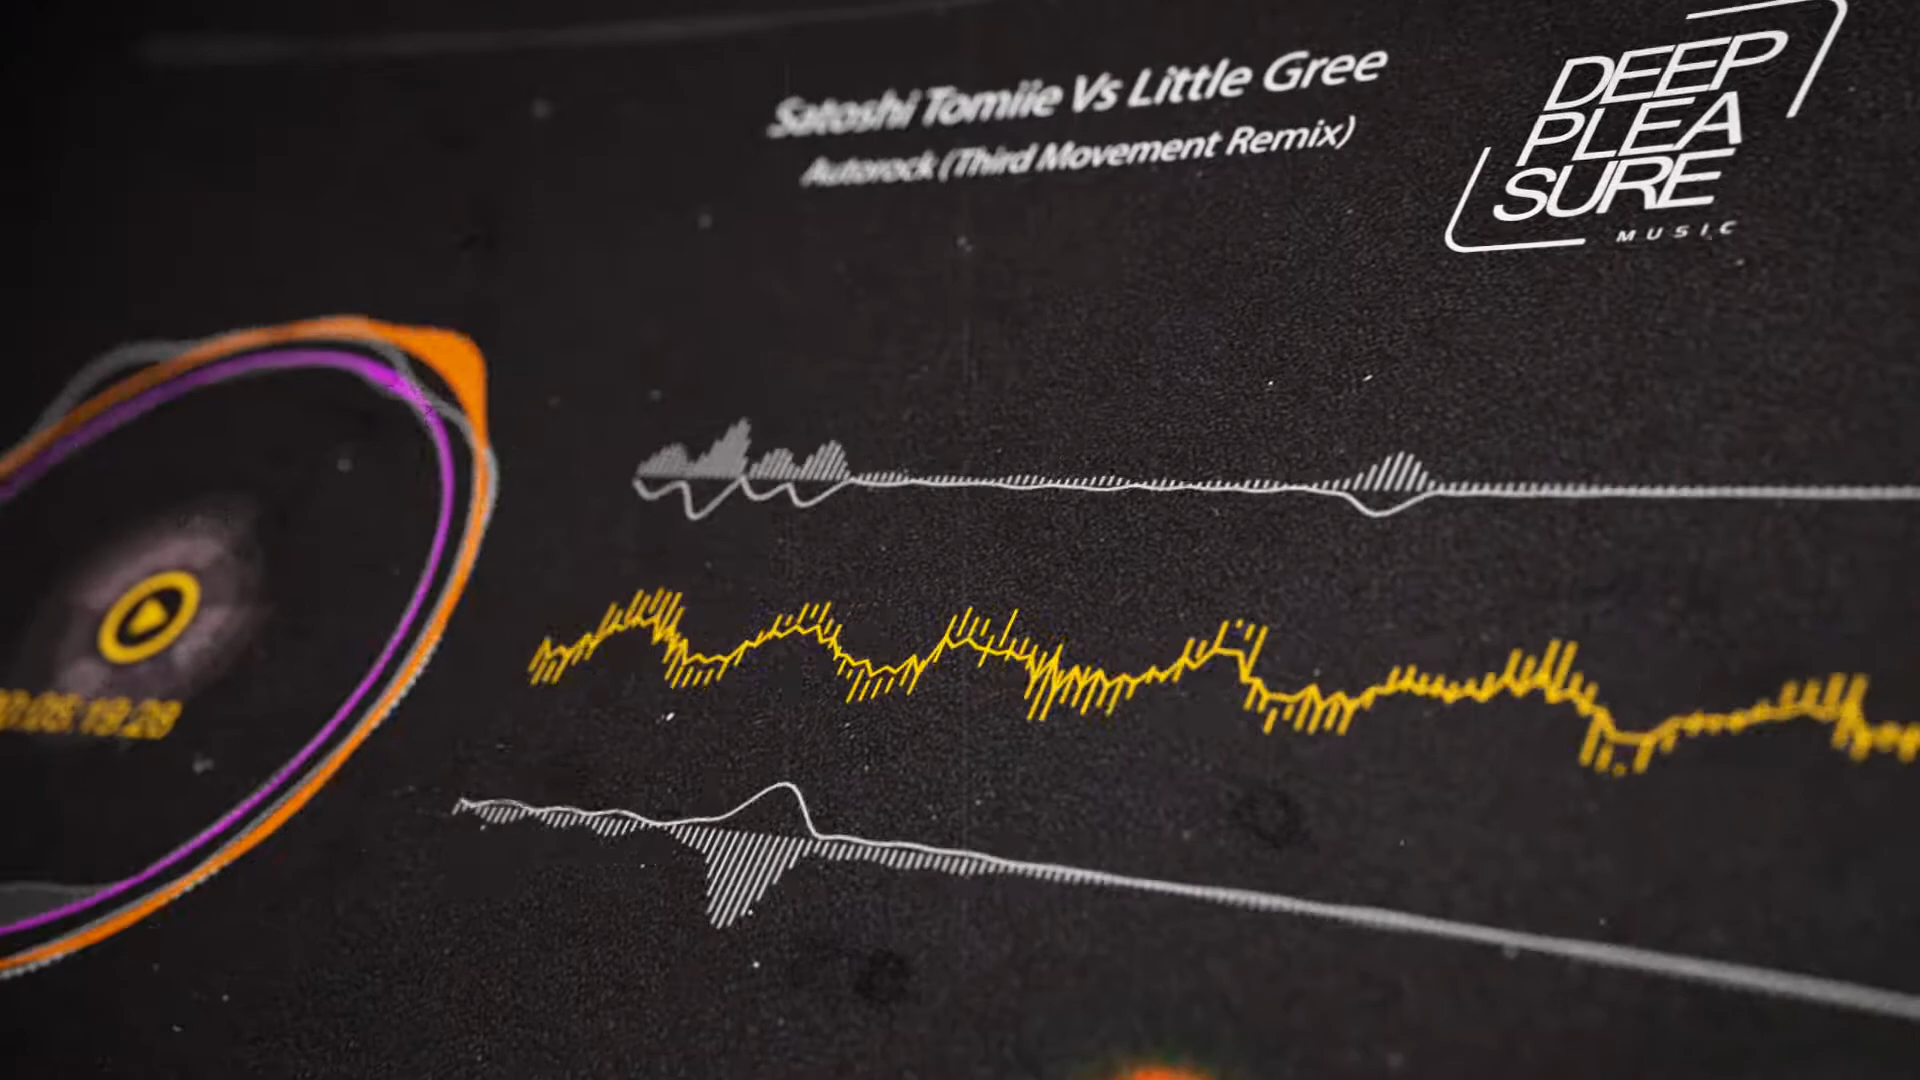 Satoshi Tomiie Vs Little Gree
Autorock (Third Movement Remix)
DEEP
PLEA
SURE
MUSIC